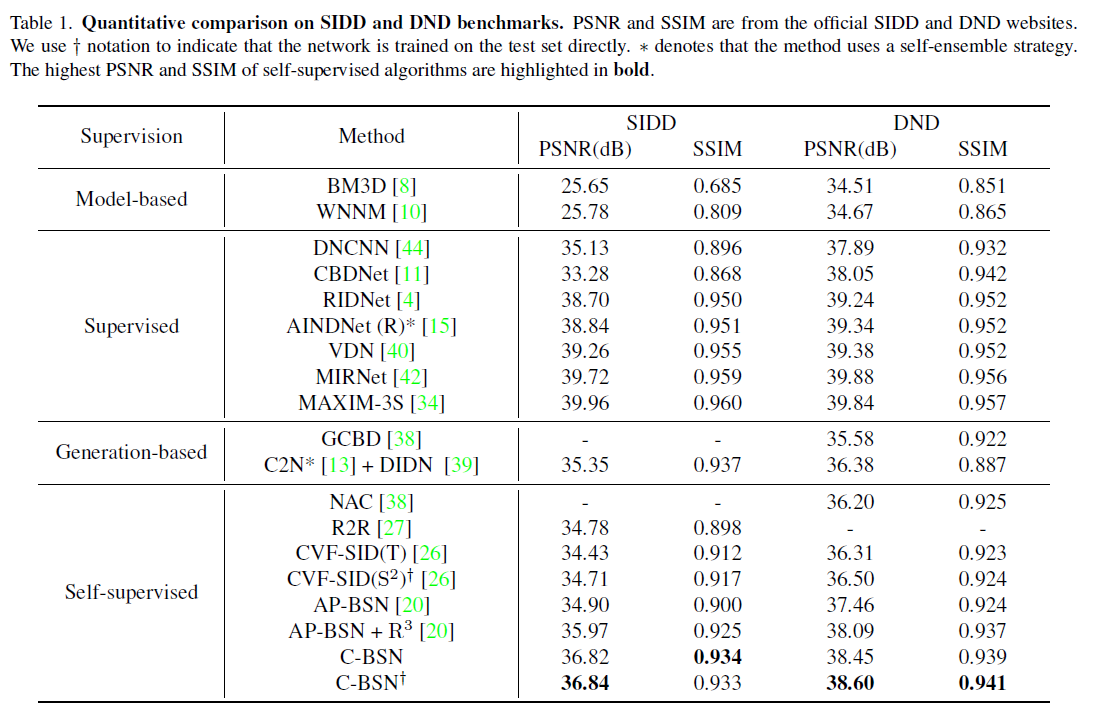 Table 1. Quantitative comparison on SIDD and DND benchmarks. PSNR and SSIM are from the official SIDD and DND websites.
We use † notation to indicate that the network is trained on the test set directly. * denotes that the method uses a self-ensemble strategy.
The highest PSNR and SSIM of self-supervised algorithms are highlighted in bold.
Supervision Method SIDD DND
PSNR(dB) SSIM PSNR(dB) SSIM
Model-based
BM3D [8] 25.65 0.685 34.51 0.851
WNNM [10] 25.78 0.809 34.67 0.865
Supervised
DNCNN [44] 35.13 0.896 37.89 0.932
CBDNet [11] 33.28 0.868 38.05 0.942
RIDNet [4] 38.70 0.950 39.24 0.952
AINDNet (R)* [15] 38.84 0.951 39.34 0.952
VDN [40] 39.26 0.955 39.38 0.952
MIRNet [42] 39.72 0.959 39.88 0.956
MAXIM-3S [34] 39.96 0.960 39.84 0.957
Generation-based
GCBD [38] - - 35.58 0.922
C2N* [13] + DIDN [39] 35.35 0.937 36.38 0.887
Self-supervised
NAC [38] - - 36.20 0.925
R2R [27] 34.78 0.898 - -
CVF-SID(T) [26] 34.43 0.912 36.31 0.923
CVF-SID(S²)† [26] 34.71 0.917 36.50 0.924
AP-BSN [20] 34.90 0.900 37.46 0.924
AP-BSN + R³ [20] 35.97 0.925 38.09 0.937
C-BSN 36.82 0.934 38.45 0.939
C-BSN† 36.84 0.933 38.60 0.941